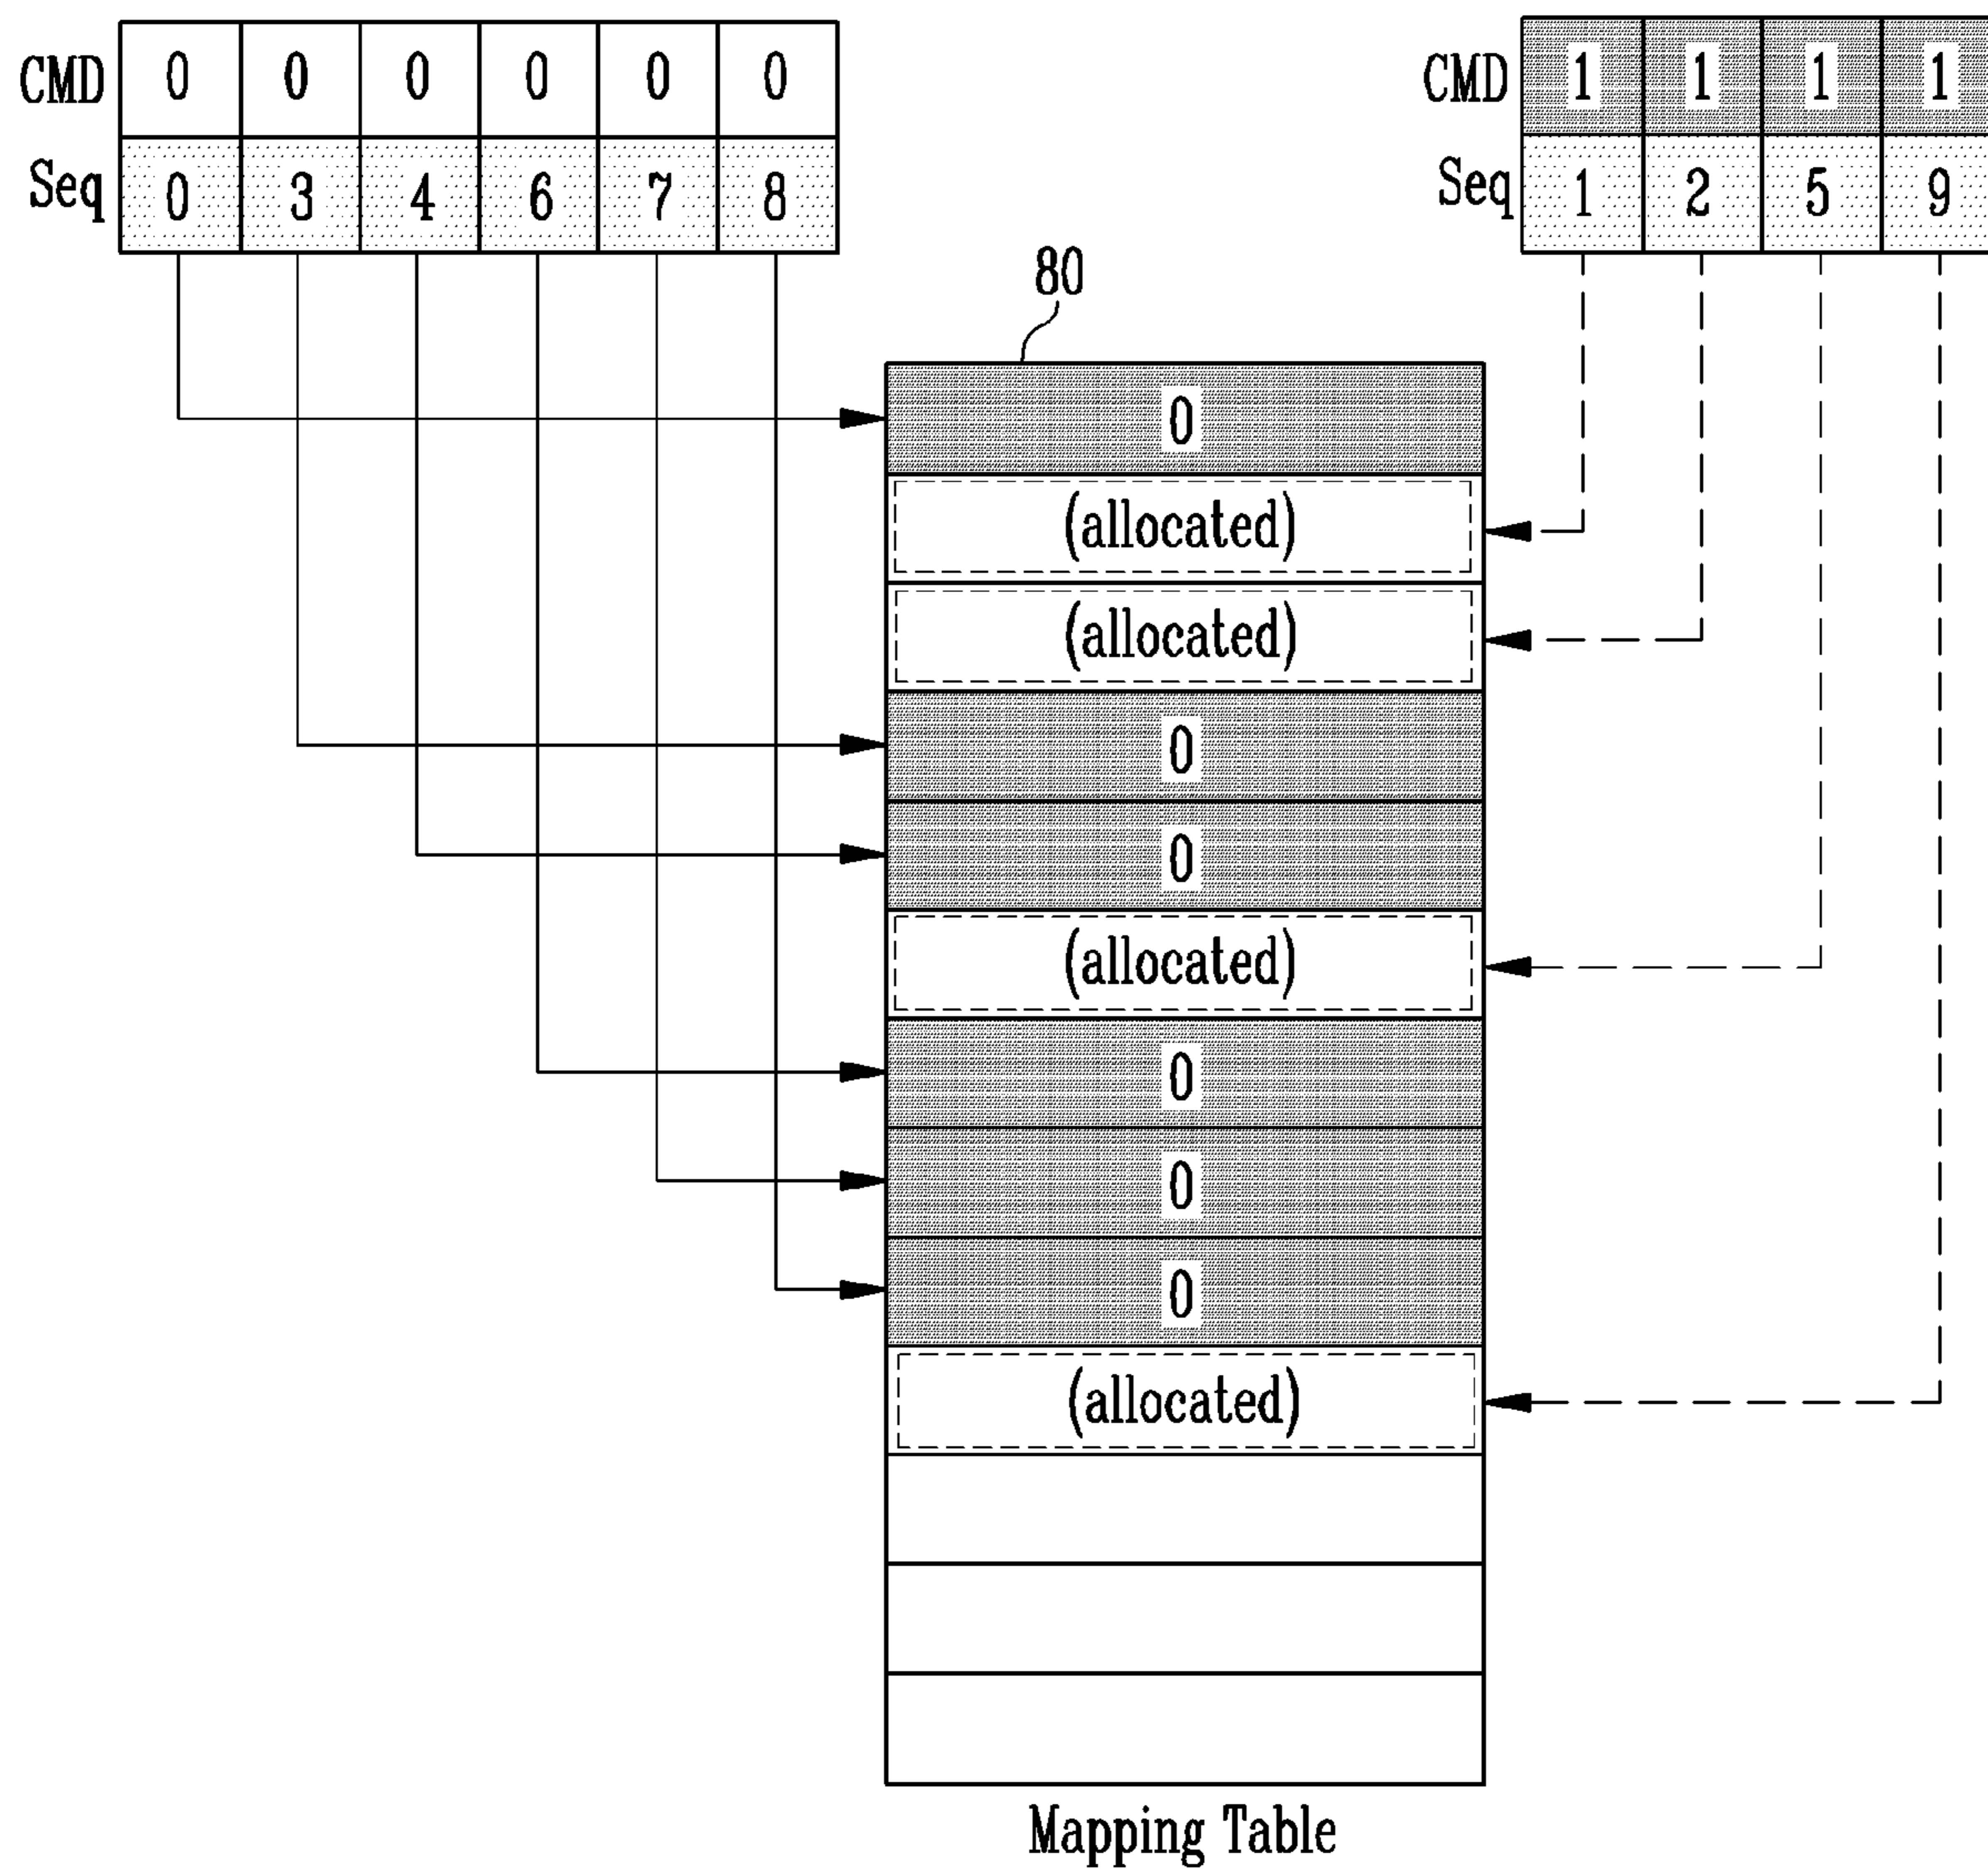 CMD 0 0 0 0 0 0
Seq 0 3 4 6 7 8
CMD 1 1 1 1
Seq 1 2 5 9
80
0
(allocated)
(allocated)
0
0
(allocated)
0
0
0
(allocated)
Mapping Table